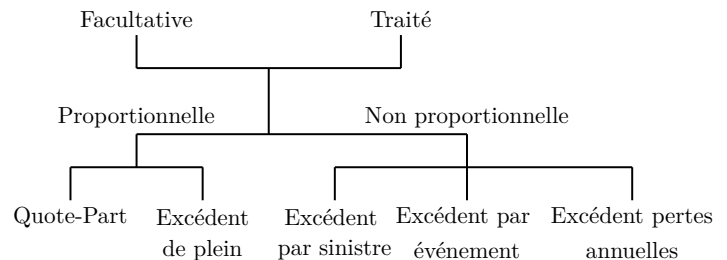 Facultative Traité
Proportionnelle Non proportionnelle
Quote-Part Excédent Excédent Excédent par Excédent pertes
de plein par sinistre événement annuelles